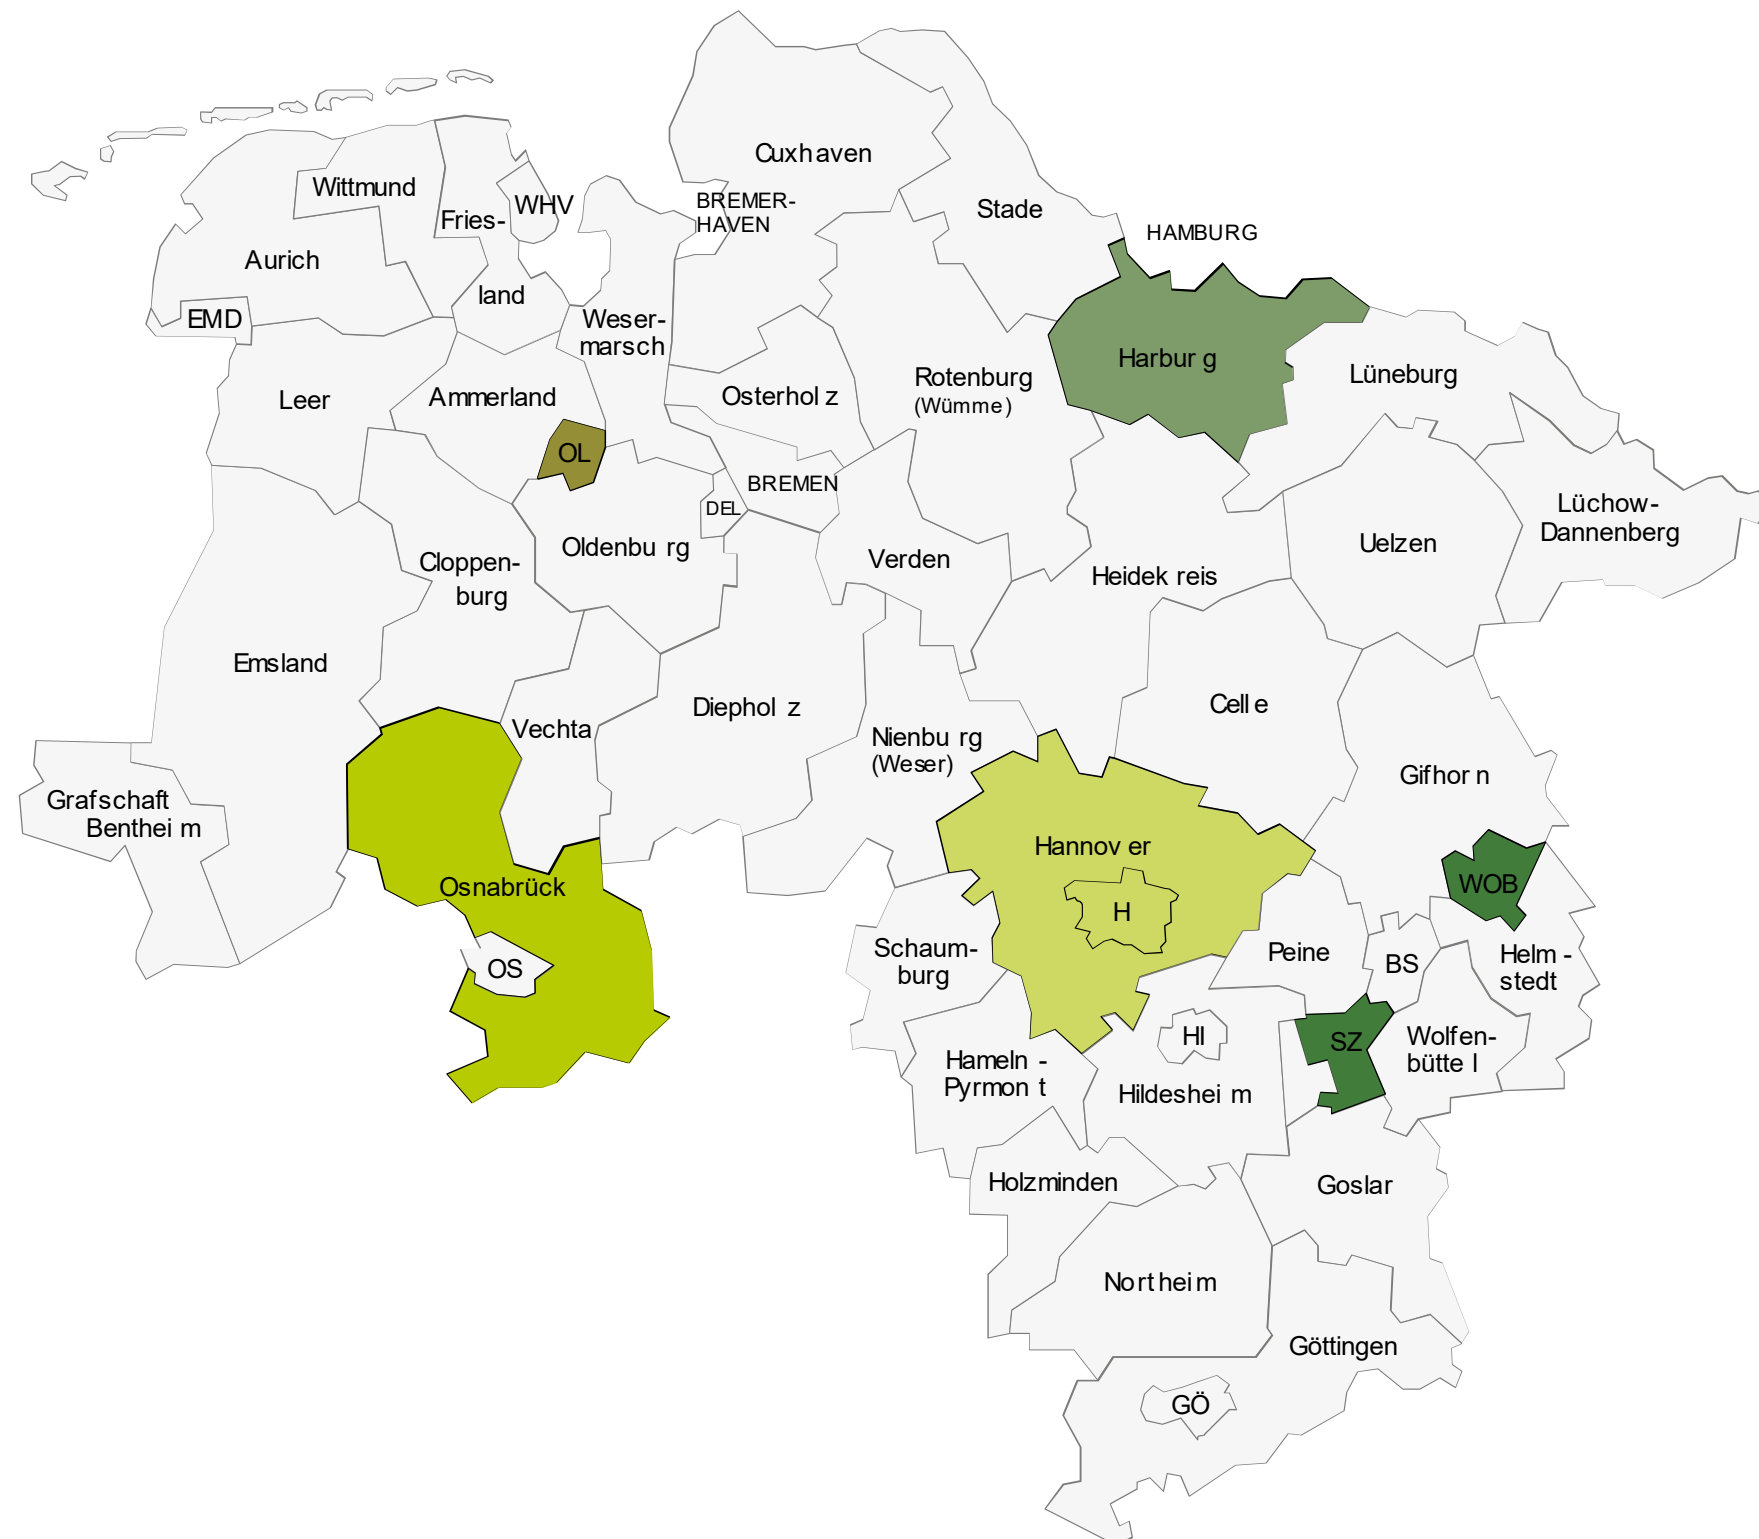 Cuxhaven
Wittmund
WHV
BREMER-
HAVEN
Stade
Fries-
HAMBURG
Aurich
land
EMD
Weser-
marsch
Harburg
Lüneburg
Leer
Ammerland
Osterholz
Rotenburg
(Wümme)
OL
BREMEN
DEL
Lüchow-
Dannenberg
Oldenburg
Uelzen
Cloppen-
burg
Verden
Heidekreis
Emsland
Celle
Diepholz
Vechta
Nienburg
(Weser)
Gifhorn
Grafschaft
Bentheim
Hannover
Osnabrück
WOB
H
Schaum-
burg
Peine
BS
Helm-
stedt
OS
HI
SZ
Wolfen-
büttel
Hameln-
Pyrmont
Hildesheim
Holzminden
Goslar
Northeim
Göttingen
GÖ